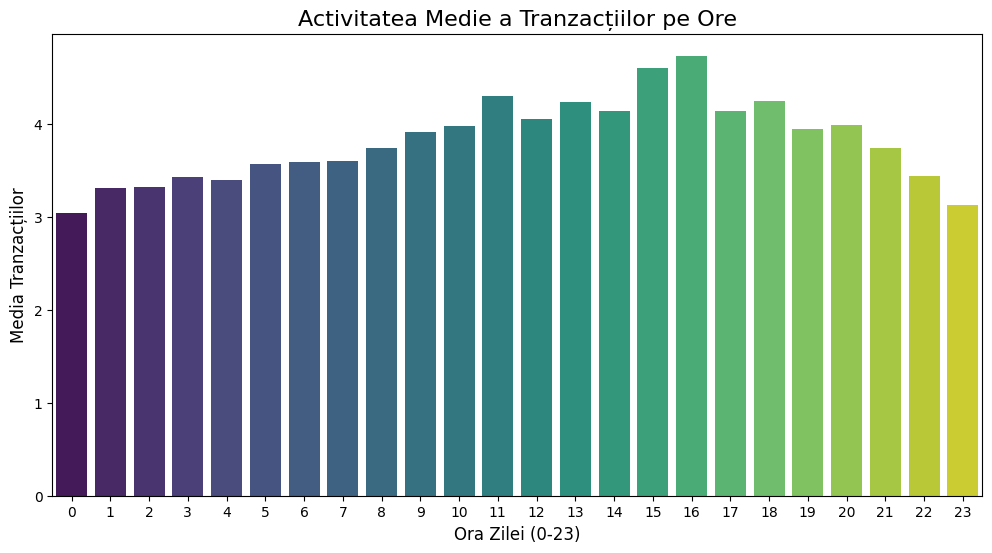 Activitatea Medie a Tranzacțiilor pe Ore
Media Tranzacțiilor
4
3
2
1
0
0 1 2 3 4 5 6 7 8 9 10 11 12 13 14 15 16 17 18 19 20 21 22 23
Ora Zilei (0-23)